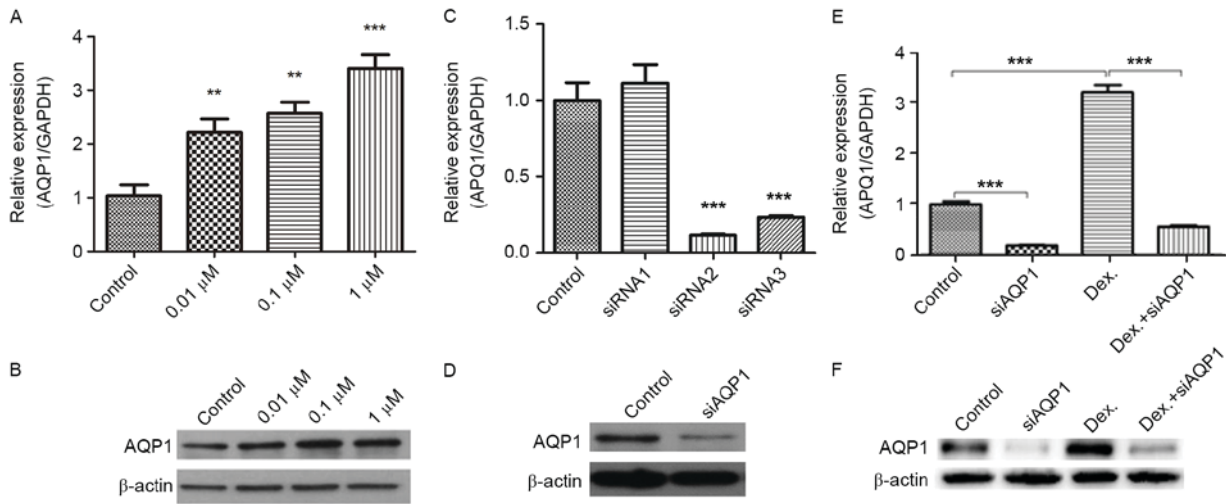 A
Relative expression
(AQP1/GAPDH)
4
3
2
1
0
**
**
***
Control
0.01 μM
0.1 μM
1 μM
C
Relative expression
(APQ1/GAPDH)
1.5
1.0
0.5
0.0
***
***
Control
siRNA1
siRNA2
siRNA3
E
Relative expression
(APQ1/GAPDH)
4
3
2
1
0
***
***
***
Control
siAQP1
Dex.
Dex.+siAQP1
B
Control
0.01 μM
0.1 μM
1 μM
AQP1
β-actin
D
Control
siAQP1
AQP1
β-actin
F
Control
siAQP1
Dex.
Dex.+siAQP1
AQP1
β-actin